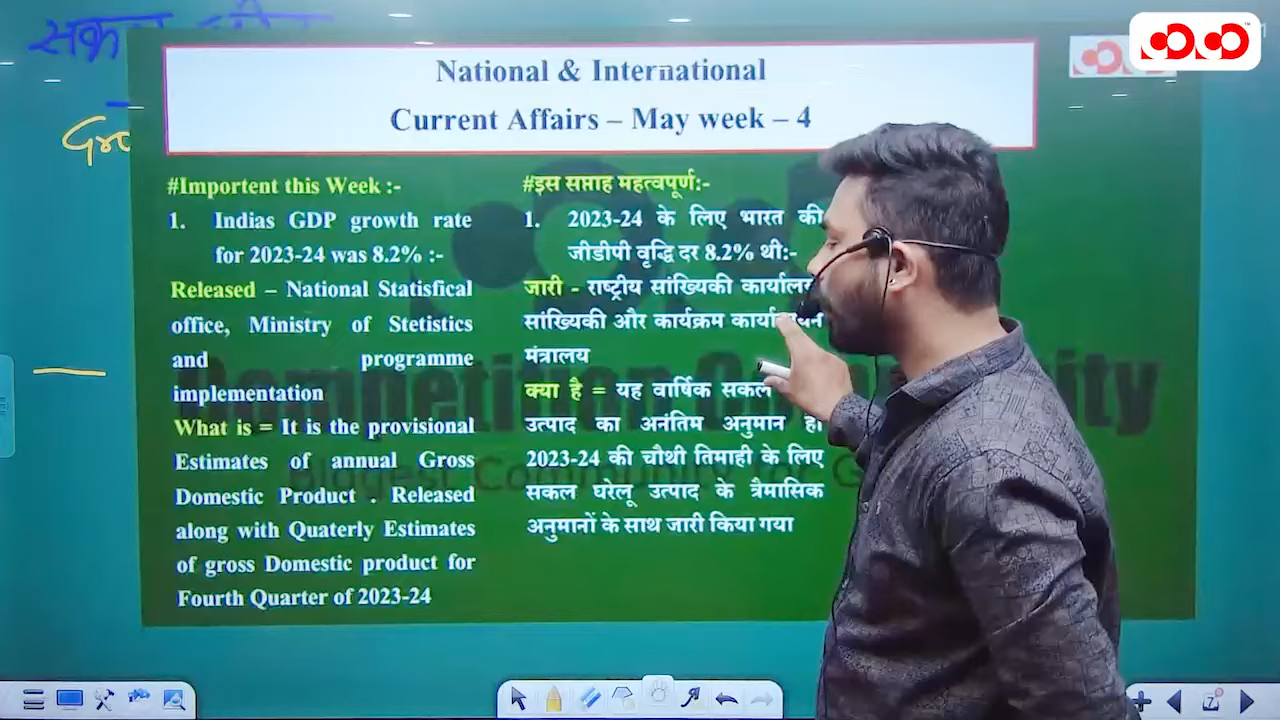 सकल
Gro
National & International
Current Affairs – May week – 4
#Importent this Week :-
1. Indias GDP growth rate
for 2023-24 was 8.2% :-
Released – National Statisfical
office, Ministry of Stetistics
and programme
implementation
What is = It is the provisional
Estimates of annual Gross
Domestic Product . Released
along with Quaterly Estimates
of gross Domestic product for
Fourth Quarter of 2023-24
#इस सप्ताह महत्वपूर्ण:-
1. 2023-24 के लिए भारत की
जीडीपी वृद्धि दर 8.2% थी:-
जारी - राष्ट्रीय सांख्यिकी
सांख्यिकी और कार्यक्रम
मंत्रालय
क्या है = यह वार्षिक सकल
उत्पाद का अनंतिम अनुमान है।
2023-24 की चौथी तिमाही के लिए
सकल घरेलू उत्पाद के त्रैमासिक
अनुमानों के साथ जारी किया गया